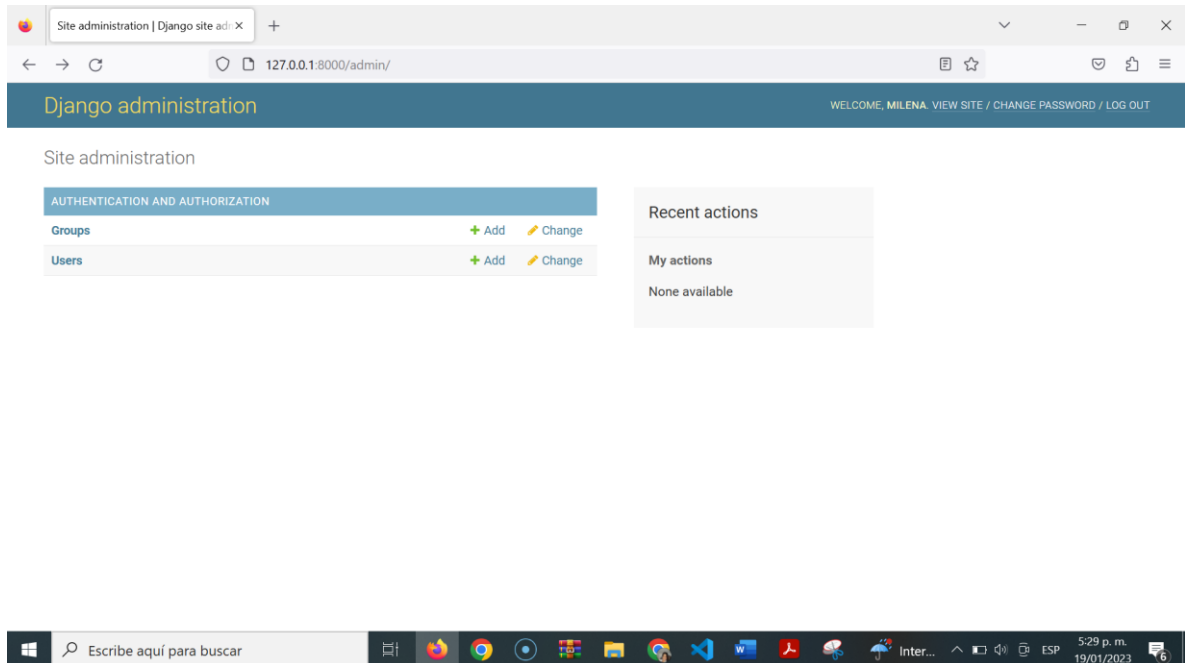 Site administration | Django site adi
127.0.0.1:8000/admin/
Django administration
WELCOME, MILENA. VIEW SITE / CHANGE PASSWORD / LOG OUT
Site administration
AUTHENTICATION AND AUTHORIZATION
Groups + Add Change
Users + Add Change
Recent actions
My actions
None available
Escribe aquí para buscar
Inter...
ESP
5:29 p. m.
19/01/2023
6